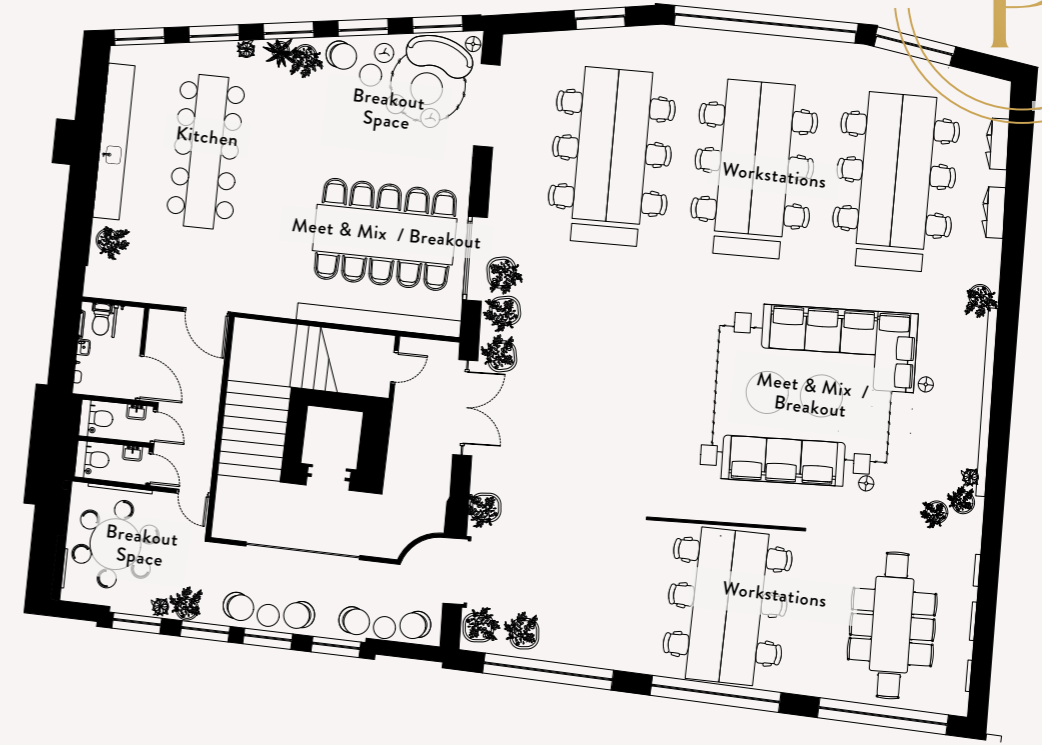 P
Breakout
Space
Kitchen
Workstations
Meet & Mix / Breakout
Meet & Mix /
Breakout
Breakout
Space
Workstations